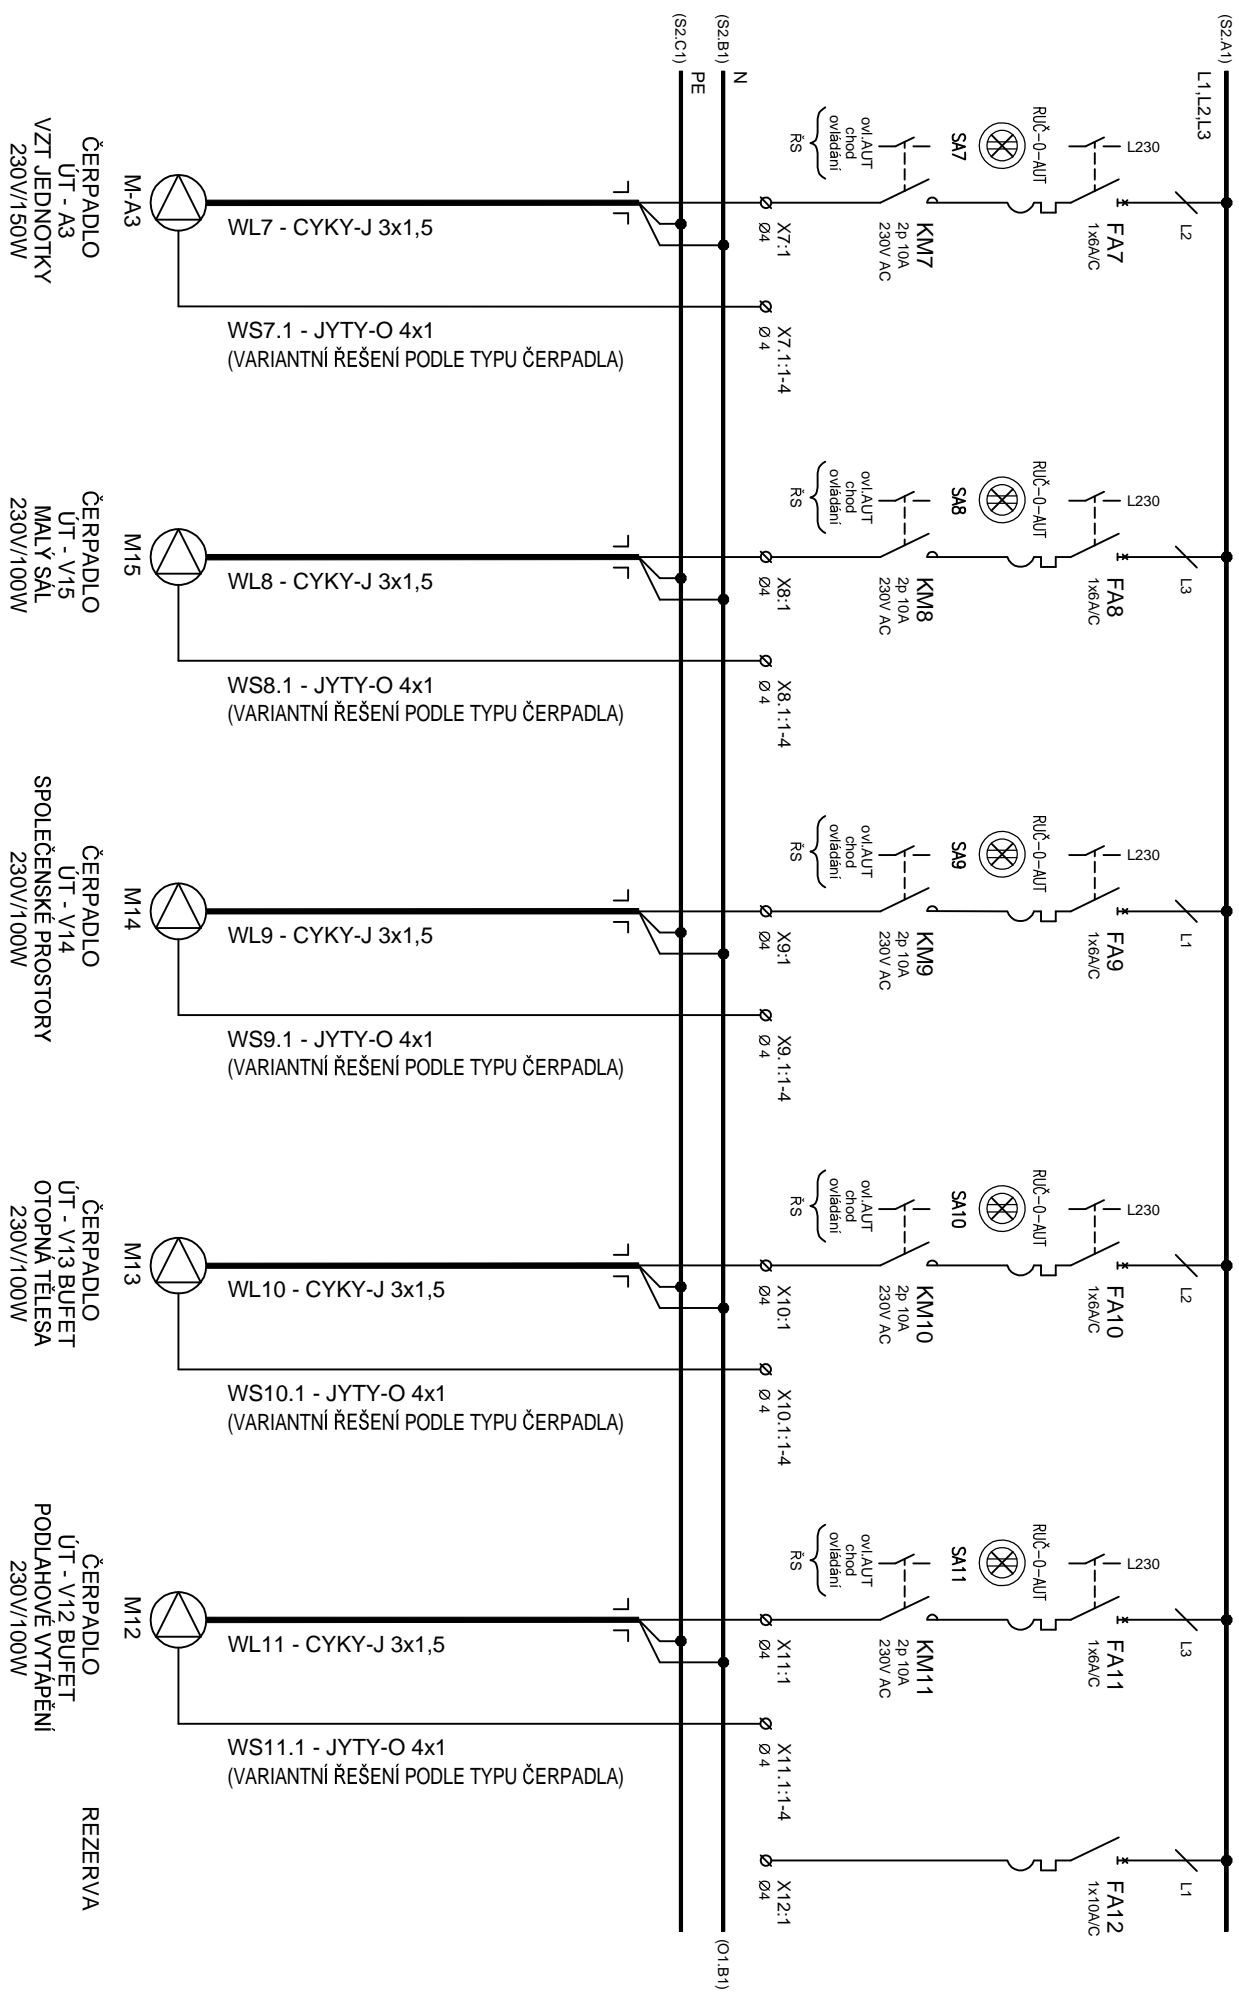 (S2.A1)
L1,L2,L3
(S2.B1)
N
(S2.C1)
PE
(O1.B1)
L2
FA7
1x6A/C
L230
RUČ-O-AUT
SA7
KM7
2p 10A
230V AC
ovl.AUT
chod
ovládání
ŘS
X7:1
Ø4
X7.1:1-4
Ø 4
WL7 - CYKY-J 3x1,5
WS7.1 - JYTY-O 4x1
(VARIANTNÍ ŘEŠENÍ PODLE TYPU ČERPADLA)
M-A3
ČERPADLO
ÚT - A3
VZT JEDNOTKY
230V/150W
L3
FA8
1x6A/C
L230
RUČ-O-AUT
SA8
KM8
2p 10A
230V AC
ovl.AUT
chod
ovládání
ŘS
X8:1
Ø4
X8.1:1-4
Ø 4
WL8 - CYKY-J 3x1,5
WS8.1 - JYTY-O 4x1
(VARIANTNÍ ŘEŠENÍ PODLE TYPU ČERPADLA)
M15
ČERPADLO
ÚT - V15
MALÝ SÁL
230V/100W
L1
FA9
1x6A/C
L230
RUČ-O-AUT
SA9
KM9
2p 10A
230V AC
ovl.AUT
chod
ovládání
ŘS
X9:1
Ø4
X9.1:1-4
Ø 4
WL9 - CYKY-J 3x1,5
WS9.1 - JYTY-O 4x1
(VARIANTNÍ ŘEŠENÍ PODLE TYPU ČERPADLA)
M14
ČERPADLO
ÚT - V14
SPOLEČENSKÉ PROSTORY
230V/100W
L2
FA10
1x6A/C
L230
RUČ-O-AUT
SA10
KM10
2p 10A
230V AC
ovl.AUT
chod
ovládání
ŘS
X10:1
Ø4
X10.1:1-4
Ø 4
WL10 - CYKY-J 3x1,5
WS10.1 - JYTY-O 4x1
(VARIANTNÍ ŘEŠENÍ PODLE TYPU ČERPADLA)
M13
ČERPADLO
ÚT - V13 BUFET
OTOPNÁ TĚLESA
230V/100W
L3
FA11
1x6A/C
L230
RUČ-O-AUT
SA11
KM11
2p 10A
230V AC
ovl.AUT
chod
ovládání
ŘS
X11:1
Ø4
X11.1:1-4
Ø 4
WL11 - CYKY-J 3x1,5
WS11.1 - JYTY-O 4x1
(VARIANTNÍ ŘEŠENÍ PODLE TYPU ČERPADLA)
M12
ČERPADLO
ÚT - V12 BUFET
PODLAHOVÉ VYTÁPĚNÍ
230V/100W
L1
FA12
1x10A/C
X12:1
Ø4
REZERVA